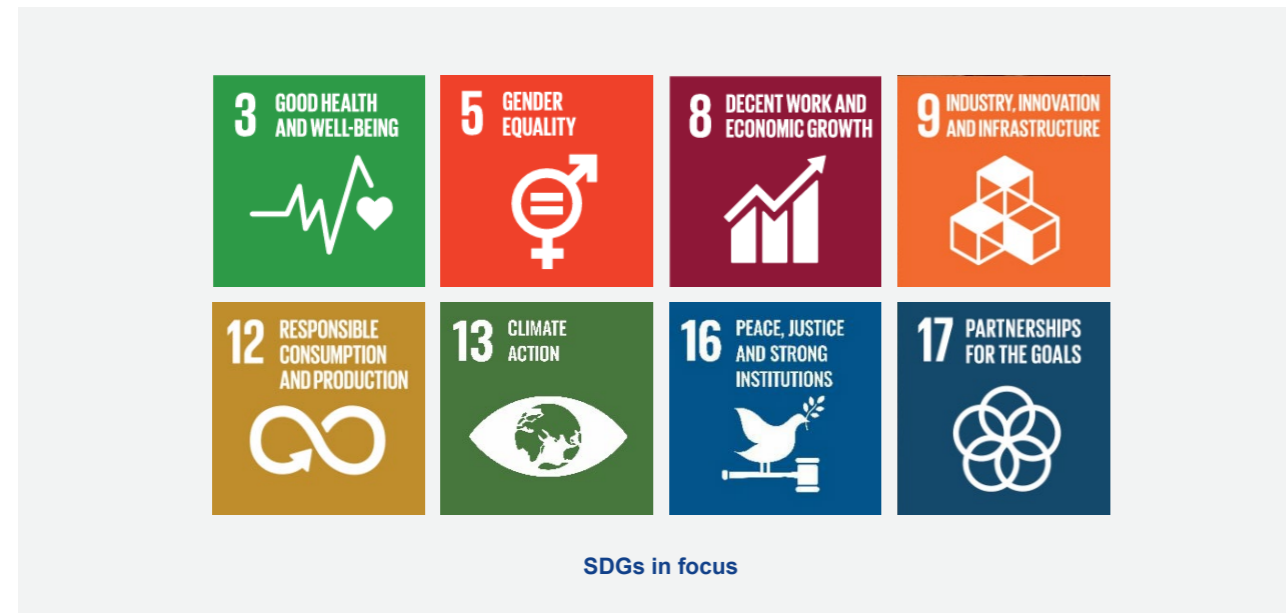 3 GOOD HEALTH
AND WELL-BEING
5 GENDER
EQUALITY
8 DECENT WORK AND
ECONOMIC GROWTH
9 INDUSTRY, INNOVATION
AND INFRASTRUCTURE
12 RESPONSIBLE
CONSUMPTION
AND PRODUCTION
13 CLIMATE
ACTION
16 PEACE, JUSTICE
AND STRONG
INSTITUTIONS
17 PARTNERSHIPS
FOR THE GOALS
SDGs in focus